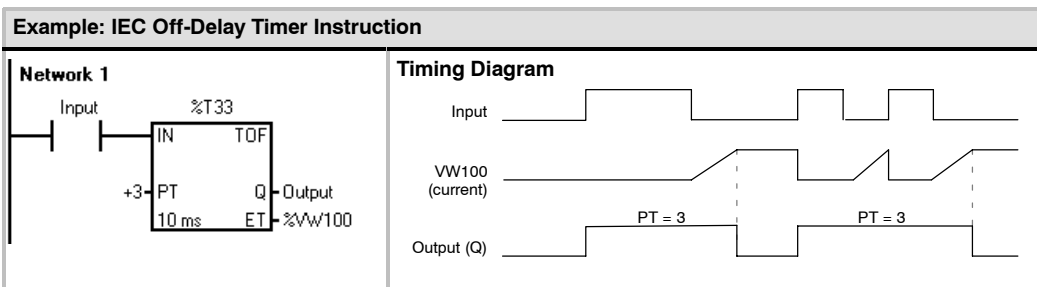 Example: IEC Off-Delay Timer Instruction
Network 1
Input
%T33
IN TOF
+3 PT Q Output
10 ms ET %VW100
Timing Diagram
Input
VW100
(current)
PT = 3 PT = 3
Output (Q)